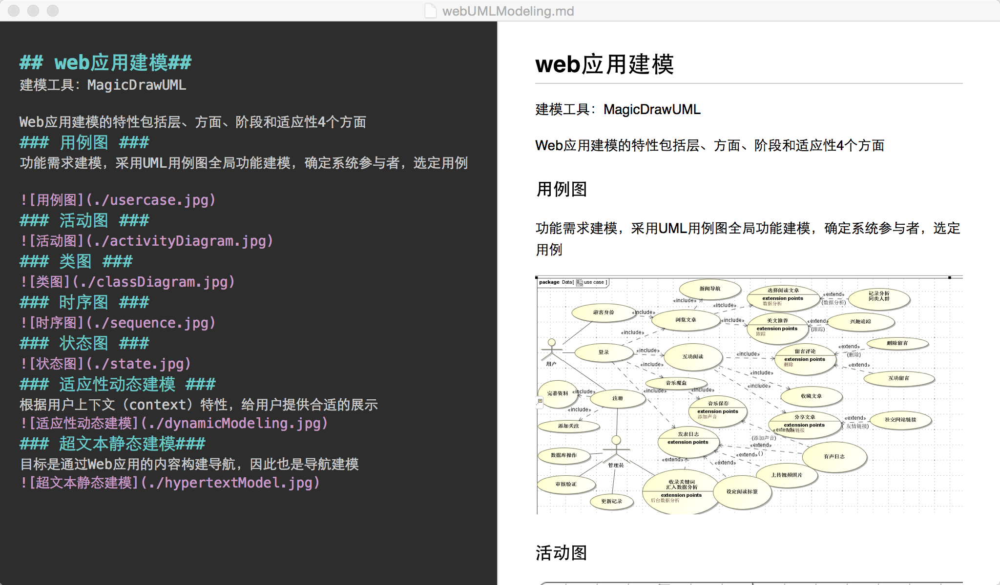 webUMLModeling.md
## web应用建模##
建模工具：MagicDrawUML
Web应用建模的特性包括层、方面、阶段和适应性4个方面
### 用例图 ###
功能需求建模，采用UML用例图全局功能建模，确定系统参与者，选定用例
![用例图](./usercase.jpg)
### 活动图 ###
![活动图](./activityDiagram.jpg)
### 类图 ###
![类图](./classDiagram.jpg)
### 时序图 ###
![时序图](./sequence.jpg)
### 状态图 ###
![状态图](./state.jpg)
### 适应性动态建模 ###
根据用户上下文（context）特性，给用户提供合适的展示
![适应性动态建模](./dynamicModeling.jpg)
### 超文本静态建模###
目标是通过Web应用的内容构建导航，因此也是导航建模
![超文本静态建模](./hypertextModel.jpg)
web应用建模
建模工具：MagicDrawUML
Web应用建模的特性包括层、方面、阶段和适应性4个方面
用例图
功能需求建模，采用UML用例图全局功能建模，确定系统参与者，选定
用例
package Data[ use case ]
新闻导航
选择阅读文章
extension points
数据分析
«extend»
(数据分析)
记录分析
同类人群
«include»
«include»
游客身份
«include»
浏览文章
«include»
美文推荐
extension points
跟踪
«extend»
(跟踪)
兴趣追踪
«include»
用户
登录
«include»
互动阅读
«include»
留言评论
extension points
删除
«extend»
(删除)
删除留言
«extend»
互动留言
«include»
«include»
音乐魔盒
«include»
«include»
«include»
完善资料
«include»
注册
音乐保存
extension points
添加声音
收藏文章
«include»
添加关注
分享文章
extension points
友情链接
«extend»
( 友情链接)
社交网站链接
发表日志
extension points
«extend»
(添加声音)
«extend»
«extend» ( )
有声日志
数据库操作
管理员
«extend»
«extend»
上传视频照片
审核验证
收录关键词
汇入数据分析
extension points
后台数据分析
设定阅读标签
更新记录
活动图